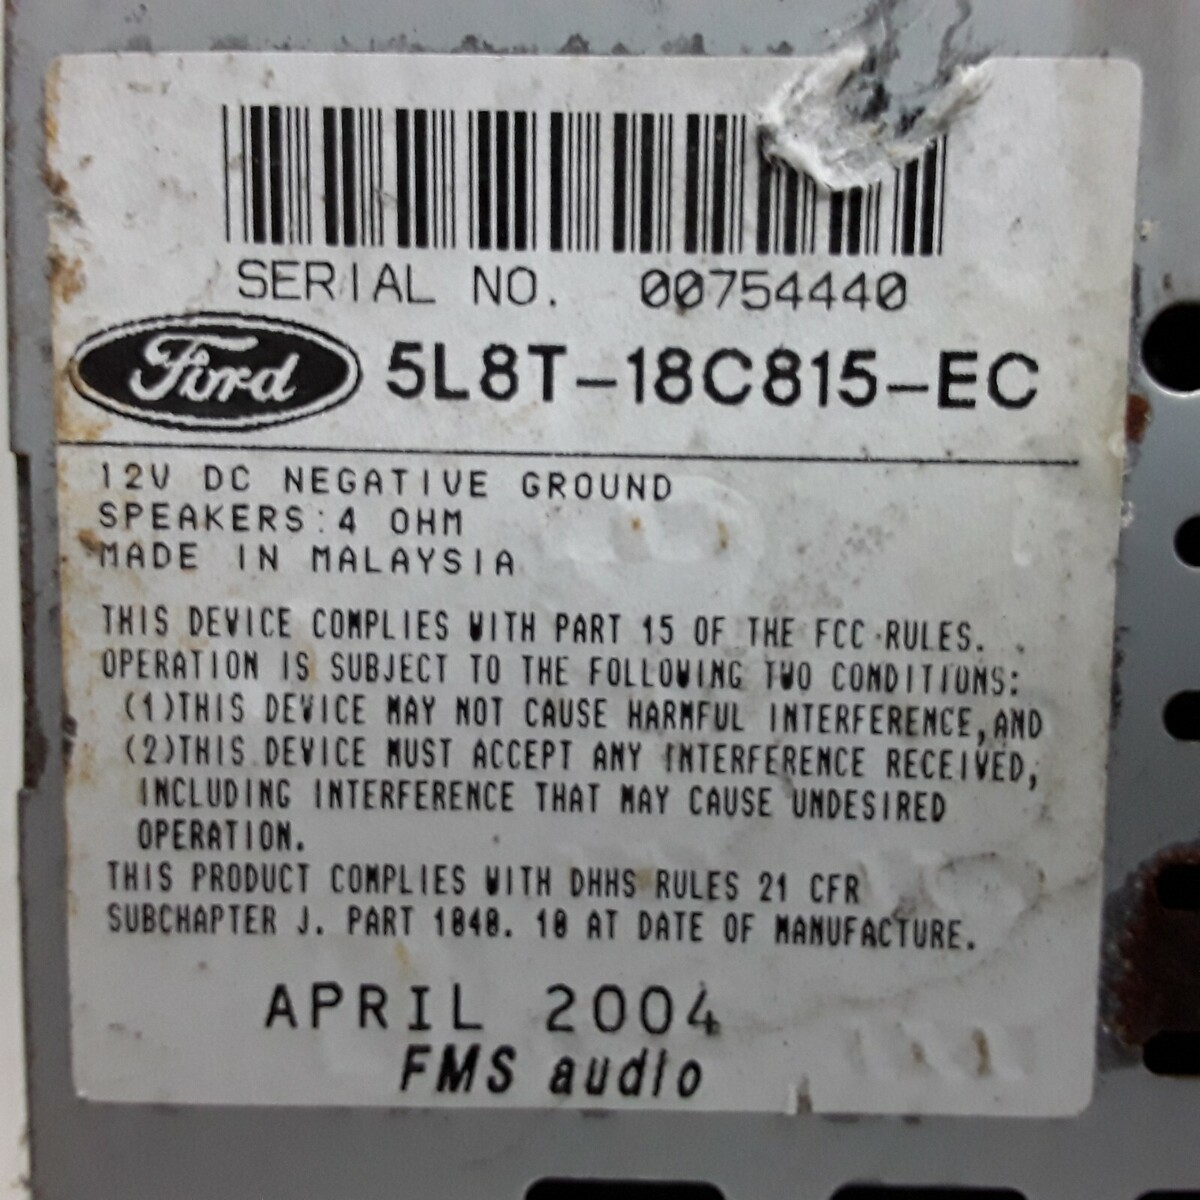 SERIAL NO. 00754440
Ford 5L8T-18C815-EC
12V DC NEGATIVE GROUND
SPEAKERS:4 OHM
MADE IN MALAYSIA
THIS DEVICE COMPLIES WITH PART 15 OF THE FCC RULES.
OPERATION IS SUBJECT TO THE FOLLOWING TWO CONDITIONS:
(1)THIS DEVICE MAY NOT CAUSE HARMFUL INTERFERENCE,AND
(2)THIS DEVICE MUST ACCEPT ANY INTERFERENCE RECEIVED,
INCLUDING INTERFERENCE THAT MAY CAUSE UNDESIRED
OPERATION.
THIS PRODUCT COMPLIES WITH DHHS RULES 21 CFR
SUBCHAPTER J. PART 1040. 10 AT DATE OF MANUFACTURE.
APRIL 2004
FMS audio